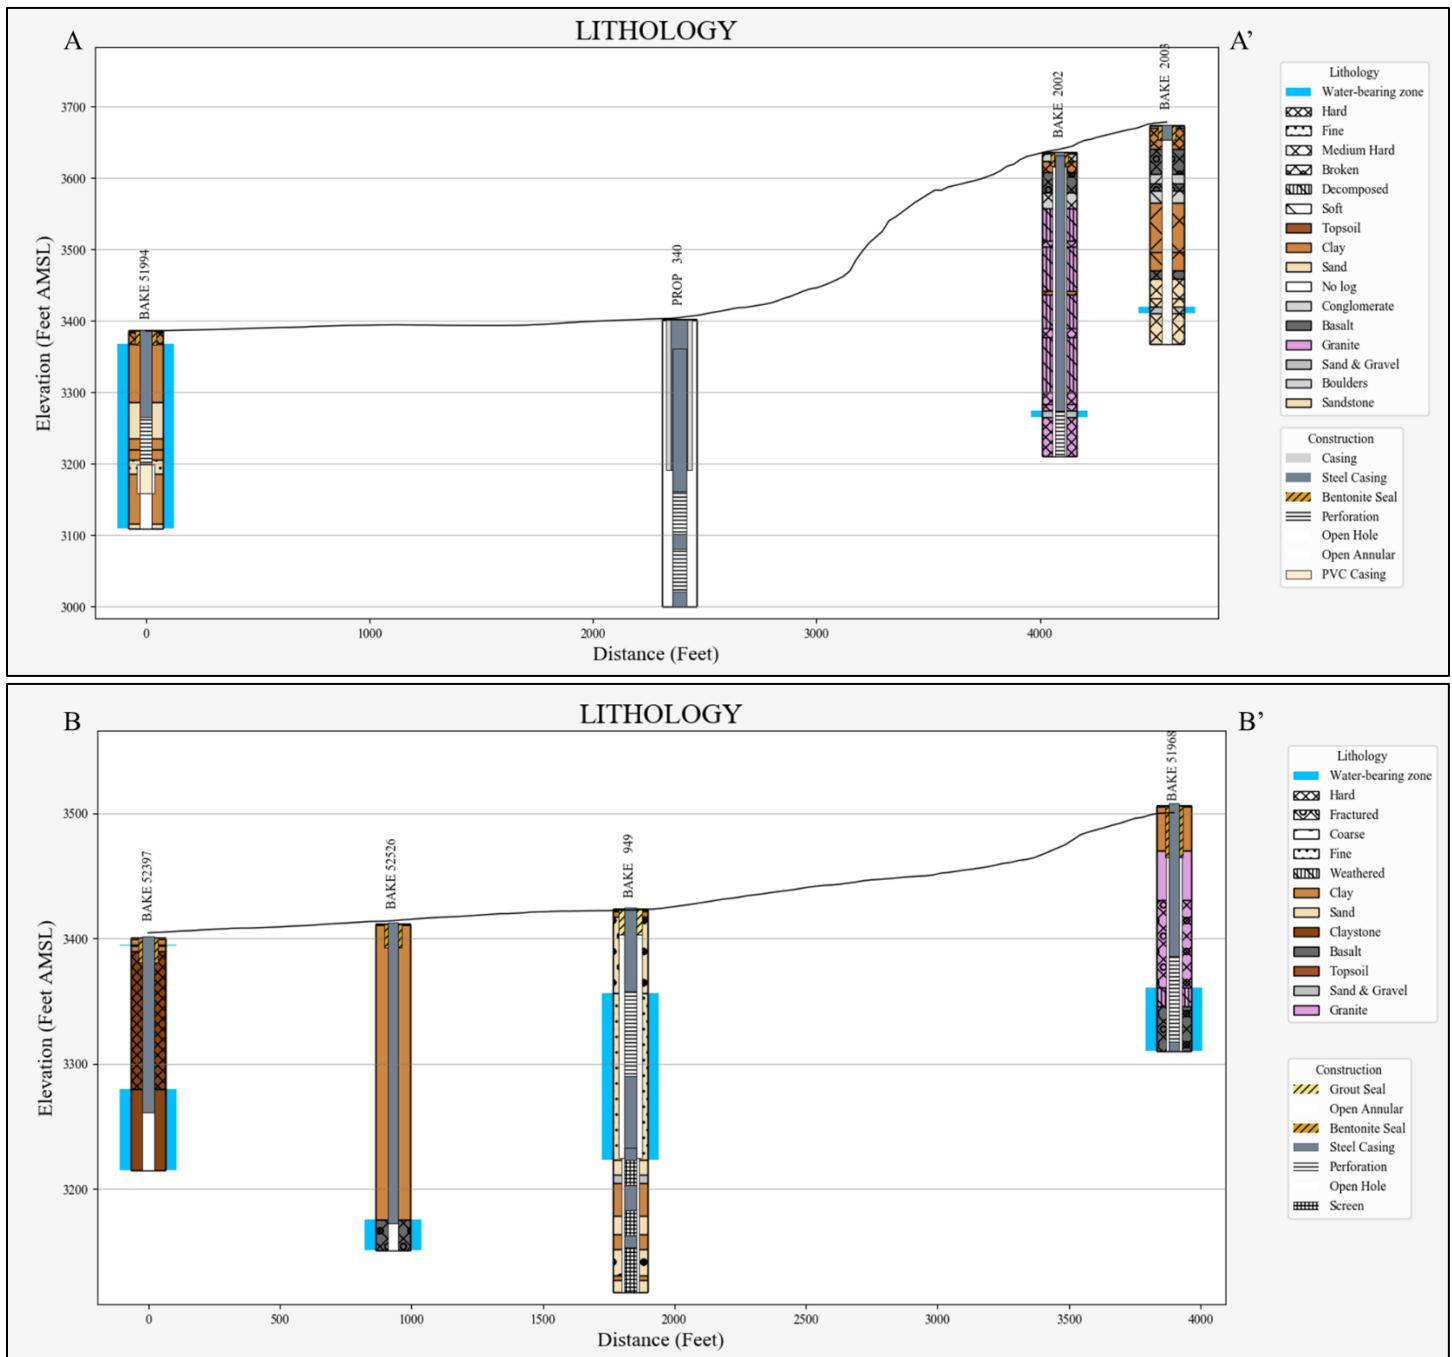 A
LITHOLOGY
A'
Elevation (Feet AMSL)
3700
3600
3500
3400
3300
3200
3100
3000
BAKE 51994
PROP 340
BAKE 2002
BAKE 2003
0
1000
2000
3000
4000
Distance (Feet)
Lithology
Water-bearing zone
Hard
Fine
Medium Hard
Broken
Decomposed
Soft
Topsoil
Clay
Sand
No log
Conglomerate
Basalt
Granite
Sand & Gravel
Boulders
Sandstone
Construction
Casing
Steel Casing
Bentonite Seal
Perforation
Open Hole
Open Annular
PVC Casing
B
LITHOLOGY
B'
Elevation (Feet AMSL)
3500
3400
3300
3200
BAKE 52397
BAKE 52526
BAKE 949
BAKE 51968
0
500
1000
1500
2000
2500
3000
3500
4000
Distance (Feet)
Lithology
Water-bearing zone
Hard
Fractured
Coarse
Fine
Weathered
Clay
Sand
Claystone
Basalt
Topsoil
Sand & Gravel
Granite
Construction
Grout Seal
Open Annular
Bentonite Seal
Steel Casing
Perforation
Open Hole
Screen